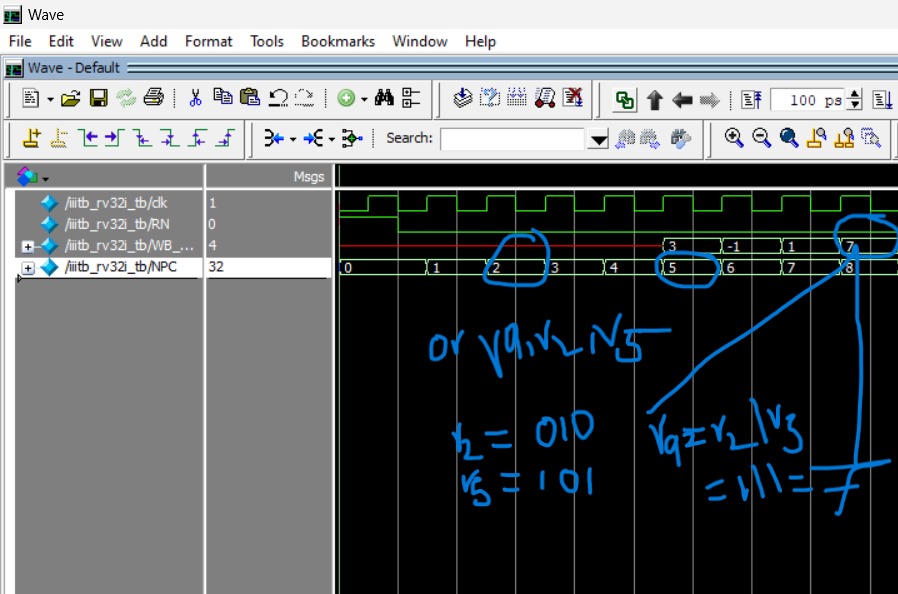 Wave
File Edit View Add Format Tools Bookmarks Window Help
Wave - Default
100 ps
Search:
Msgs
/iiitb_rv32i_tb/clk 1
/iiitb_rv32i_tb/RN 0
/iiitb_rv32i_tb/WB_... 4 3 -1 1 7
/iiitb_rv32i_tb/NPC 32 0 1 2 3 4 5 6 7 8
or r9,r2,r5
r2 = 010
r5 = 101
r9 = r2 | r5
= 111 = 7